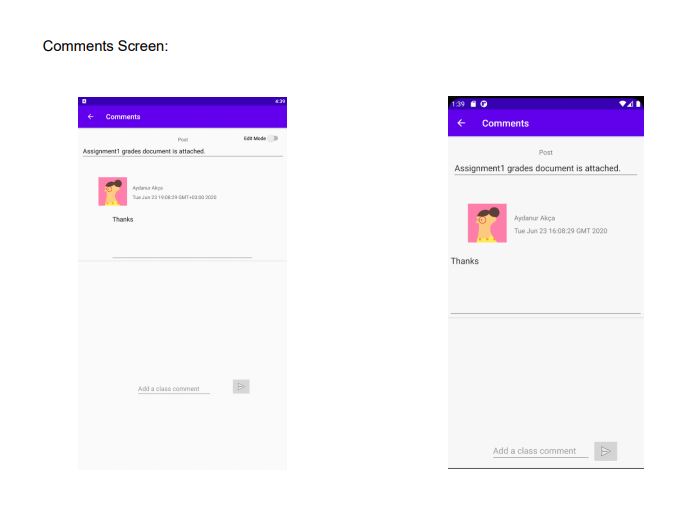 Comments Screen:
4:39
Comments
Post
Edit Mode
Assignment1 grades document is attached.
Aydanur Akça
Tue Jun 23 19:08:29 GMT+03:00 2020
Thanks
Add a class comment
1:39
Comments
Post
Assignment1 grades document is attached.
Aydanur Akça
Tue Jun 23 16:08:29 GMT 2020
Thanks
Add a class comment